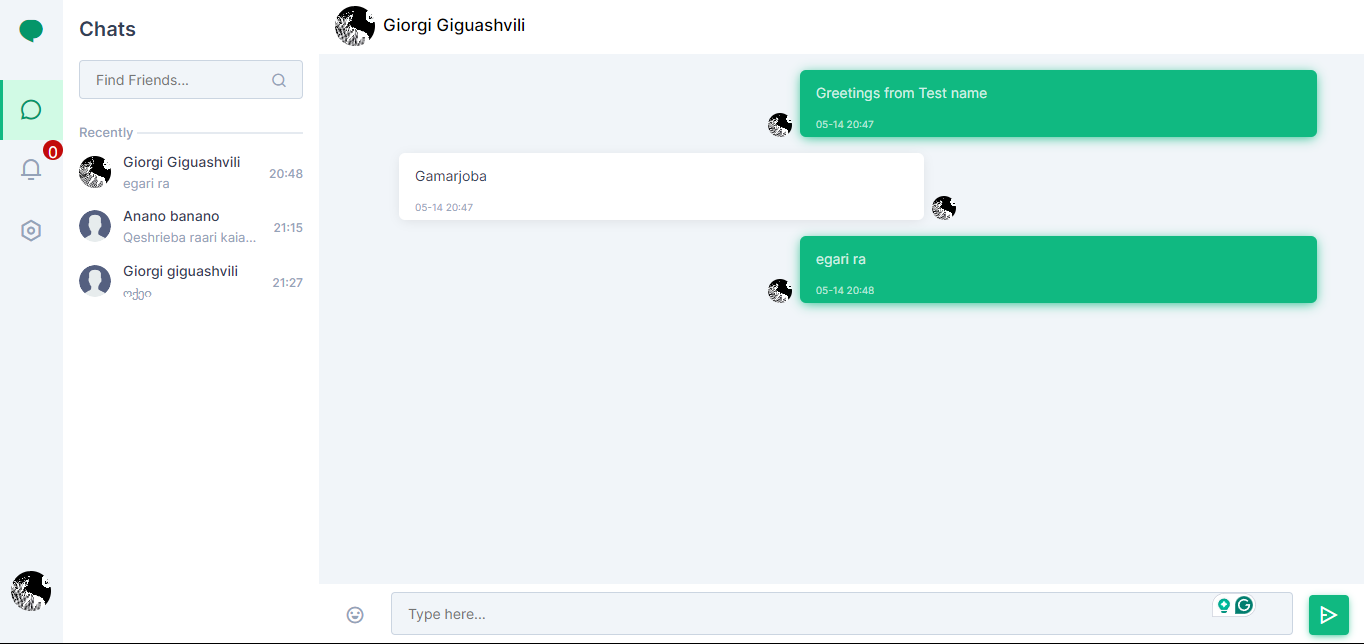 Chats
Find Friends...
Recently
Giorgi Giguashvili
egari ra
20:48
Anano banano
Qeshrieba raari kaia...
21:15
Giorgi giguashvili
ოქეი
21:27
0
Giorgi Giguashvili
Greetings from Test name
05-14 20:47
Gamarjoba
05-14 20:47
egari ra
05-14 20:48
Type here...